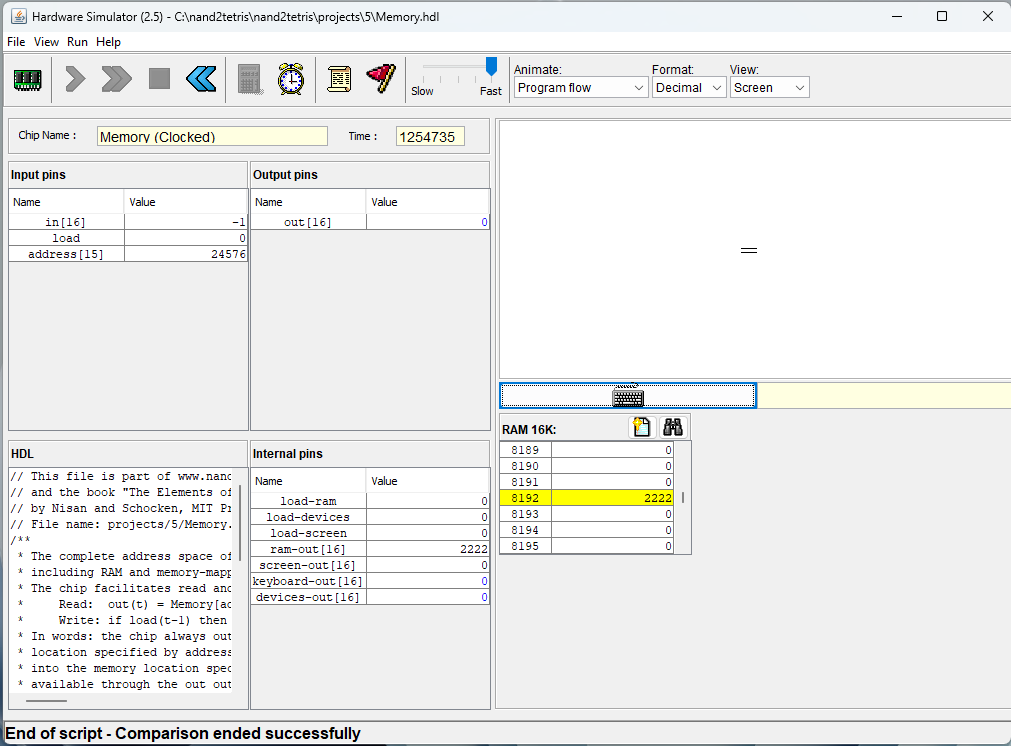 Hardware Simulator (2.5) - C:\nand2tetris\nand2tetris\projects\5\Memory.hdl
File View Run Help
Slow Fast
Animate: Format: View:
Program flow Decimal Screen
Chip Name : Memory (Clocked) Time : 1254735
Input pins
Name Value
in[16] -1
load 0
address[15] 24576
Output pins
Name Value
out[16] 0
HDL
// This file is part of www.nand
// and the book "The Elements of
// by Nisan and Schocken, MIT Pr
// File name: projects/5/Memory.
/**
* The complete address space of
* including RAM and memory-mapp
* The chip facilitates read and
* Read: out(t) = Memory[ad
* Write: if load(t-1) then
* In words: the chip always out
* location specified by address
* into the memory location spec
* available through the out out
Internal pins
Name Value
load-ram 0
load-devices 0
load-screen 0
ram-out[16] 2222
screen-out[16] 0
keyboard-out[16] 0
devices-out[16] 0
RAM 16K:
8189 0
8190 0
8191 0
8192 2222
8193 0
8194 0
8195 0
End of script - Comparison ended successfully